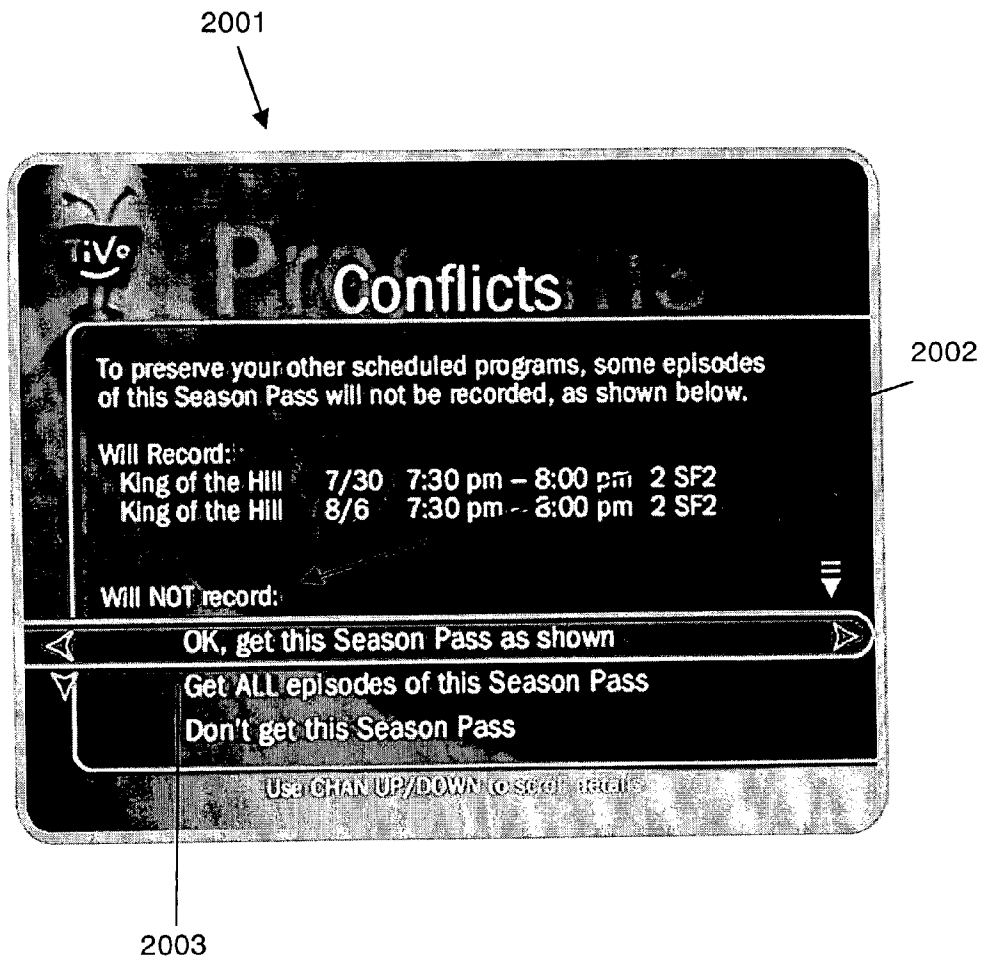 2001
TiVo
Conflicts
2002
To preserve your other scheduled programs, some episodes
of this Season Pass will not be recorded, as shown below.
Will Record:
King of the Hill 7/30 7:30 pm – 8:00 pm 2 SF2
King of the Hill 8/6 7:30 pm – 8:00 pm 2 SF2
Will NOT record:
OK, get this Season Pass as shown
Get ALL episodes of this Season Pass
Don't get this Season Pass
Use CHAN UP/DOWN to scroll details
2003